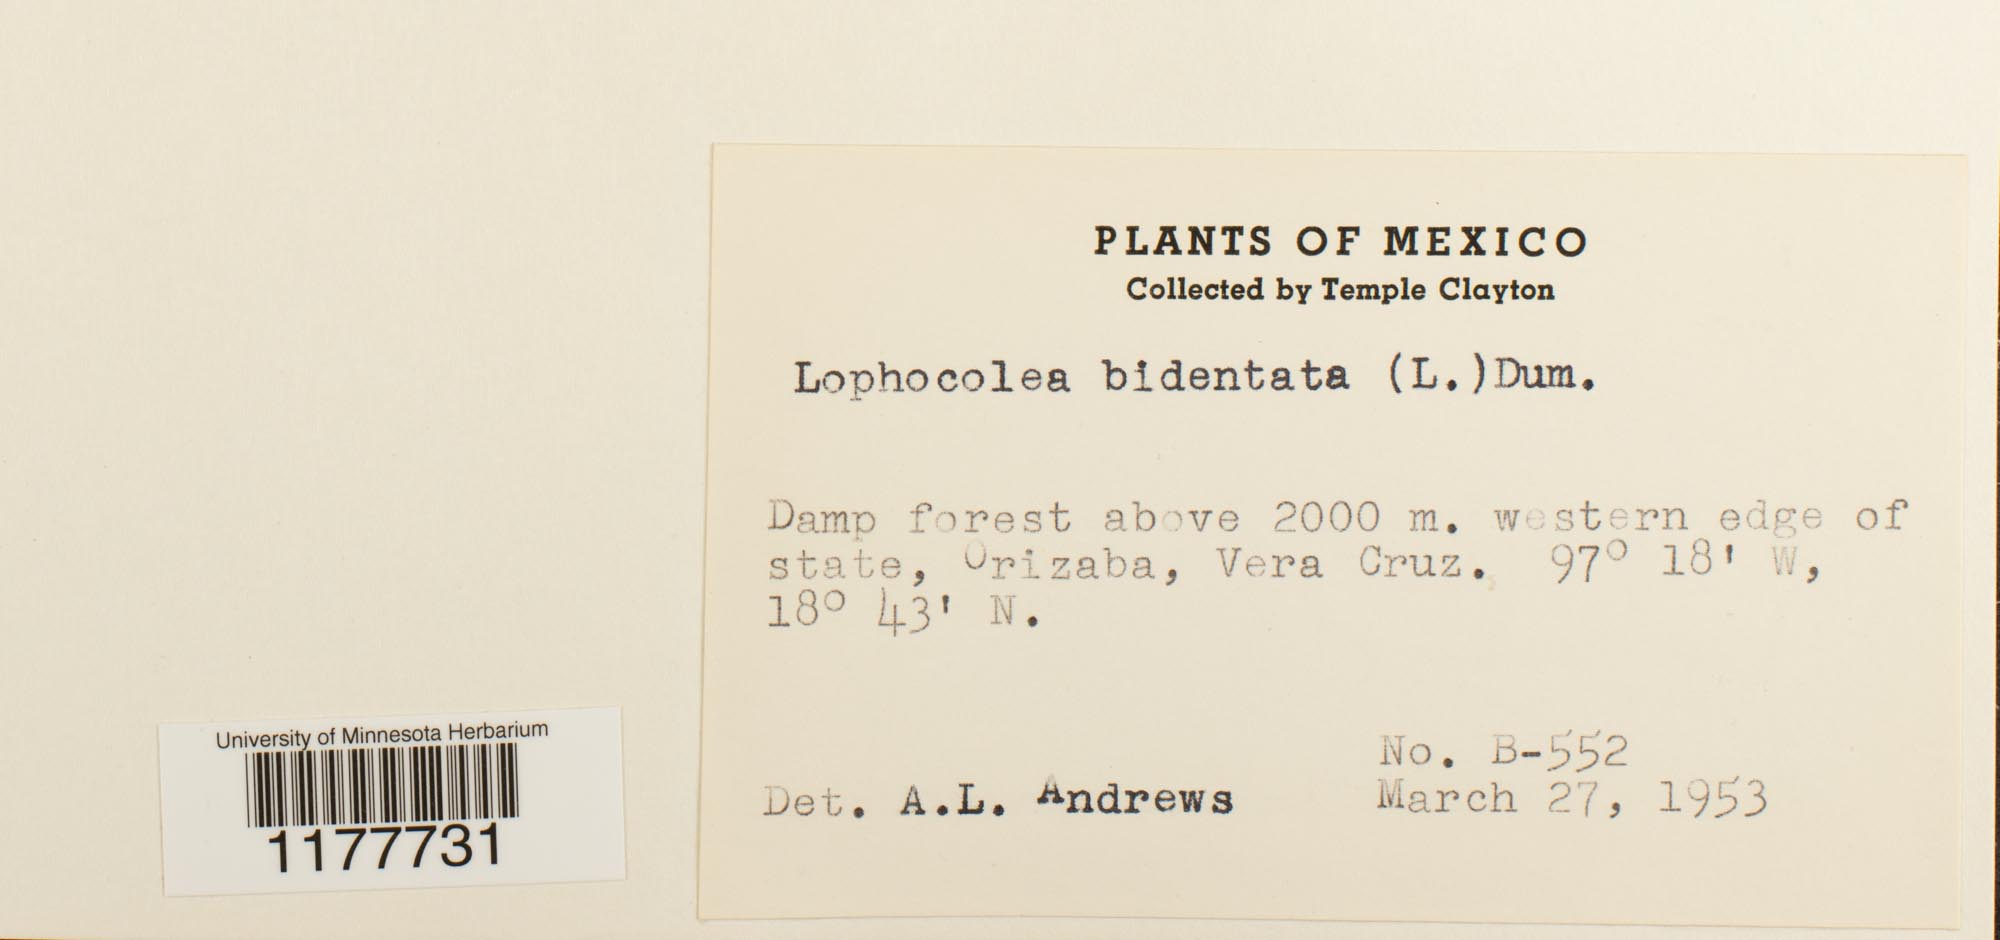 PLANTS OF MEXICO
Collected by Temple Clayton
Lophocolea bidentata (L.)Dum.
Damp forest above 2000 m. western edge of
state, Orizaba, Vera Cruz. 97° 18' W,
18° 43' N.
No. B-552
Det. A.L. Andrews
March 27, 1953
University of Minnesota Herbarium
1177731